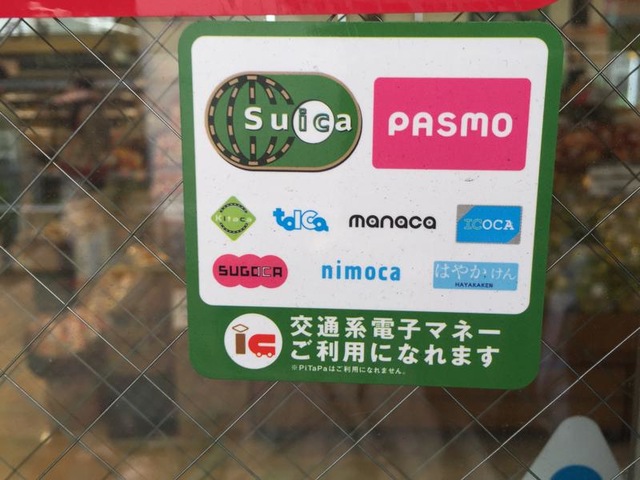 Suica
PASMO
Kitaca
toica
manaca
ICOCA
SUGOCA
nimoca
はやかけん
HAYAKAKEN
IC
交通系電子マネー
ご利用になれます
※PiTaPaはご利用になれません。